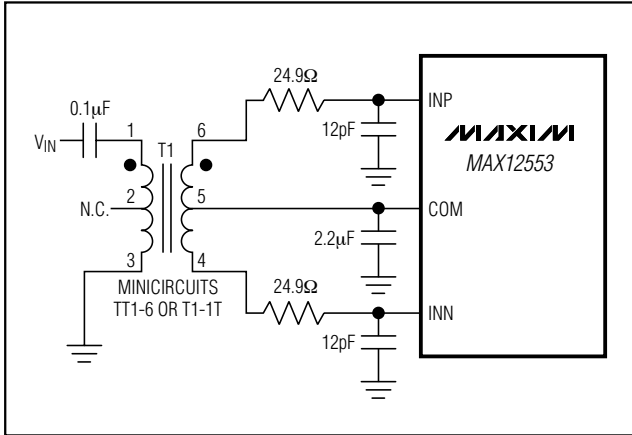 24.9Ω
0.1μF
INP
1
6
V_IN
T1
12pF
MAXIM
MAX12553
2
5
N.C.
COM
2.2μF
3
4
MINICIRCUITS
TT1-6 OR T1-1T
24.9Ω
INN
12pF